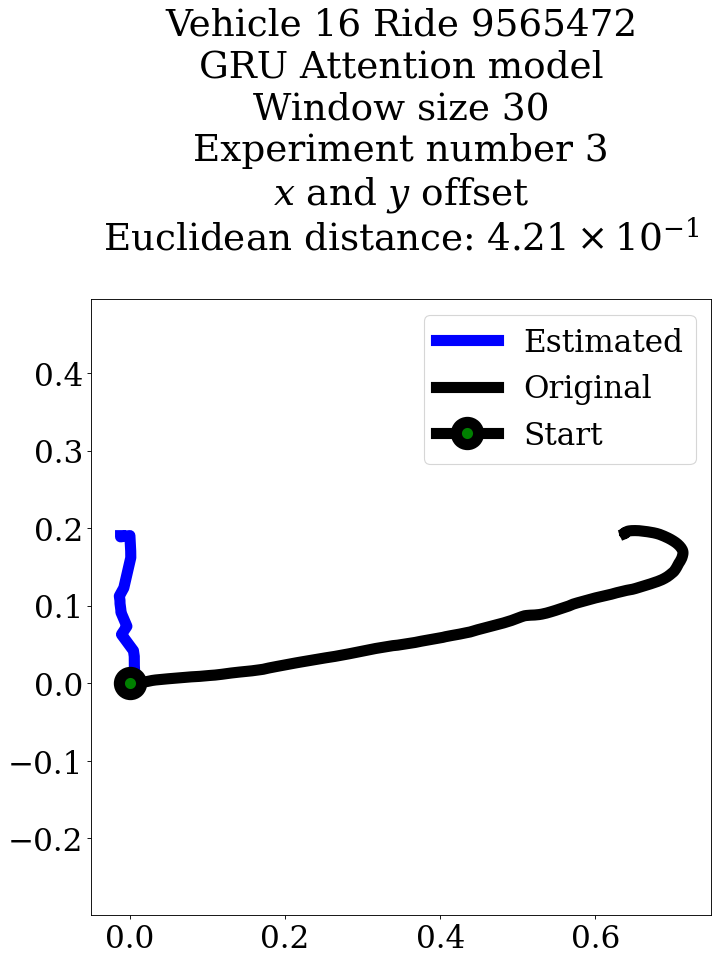 Vehicle 16 Ride 9565472
GRU Attention model
Window size 30
Experiment number 3
x and y offset
Euclidean distance: 4.21 × 10⁻¹
Estimated
Original
Start
0.4
0.3
0.2
0.1
0.0
−0.1
−0.2
0.0 0.2 0.4 0.6